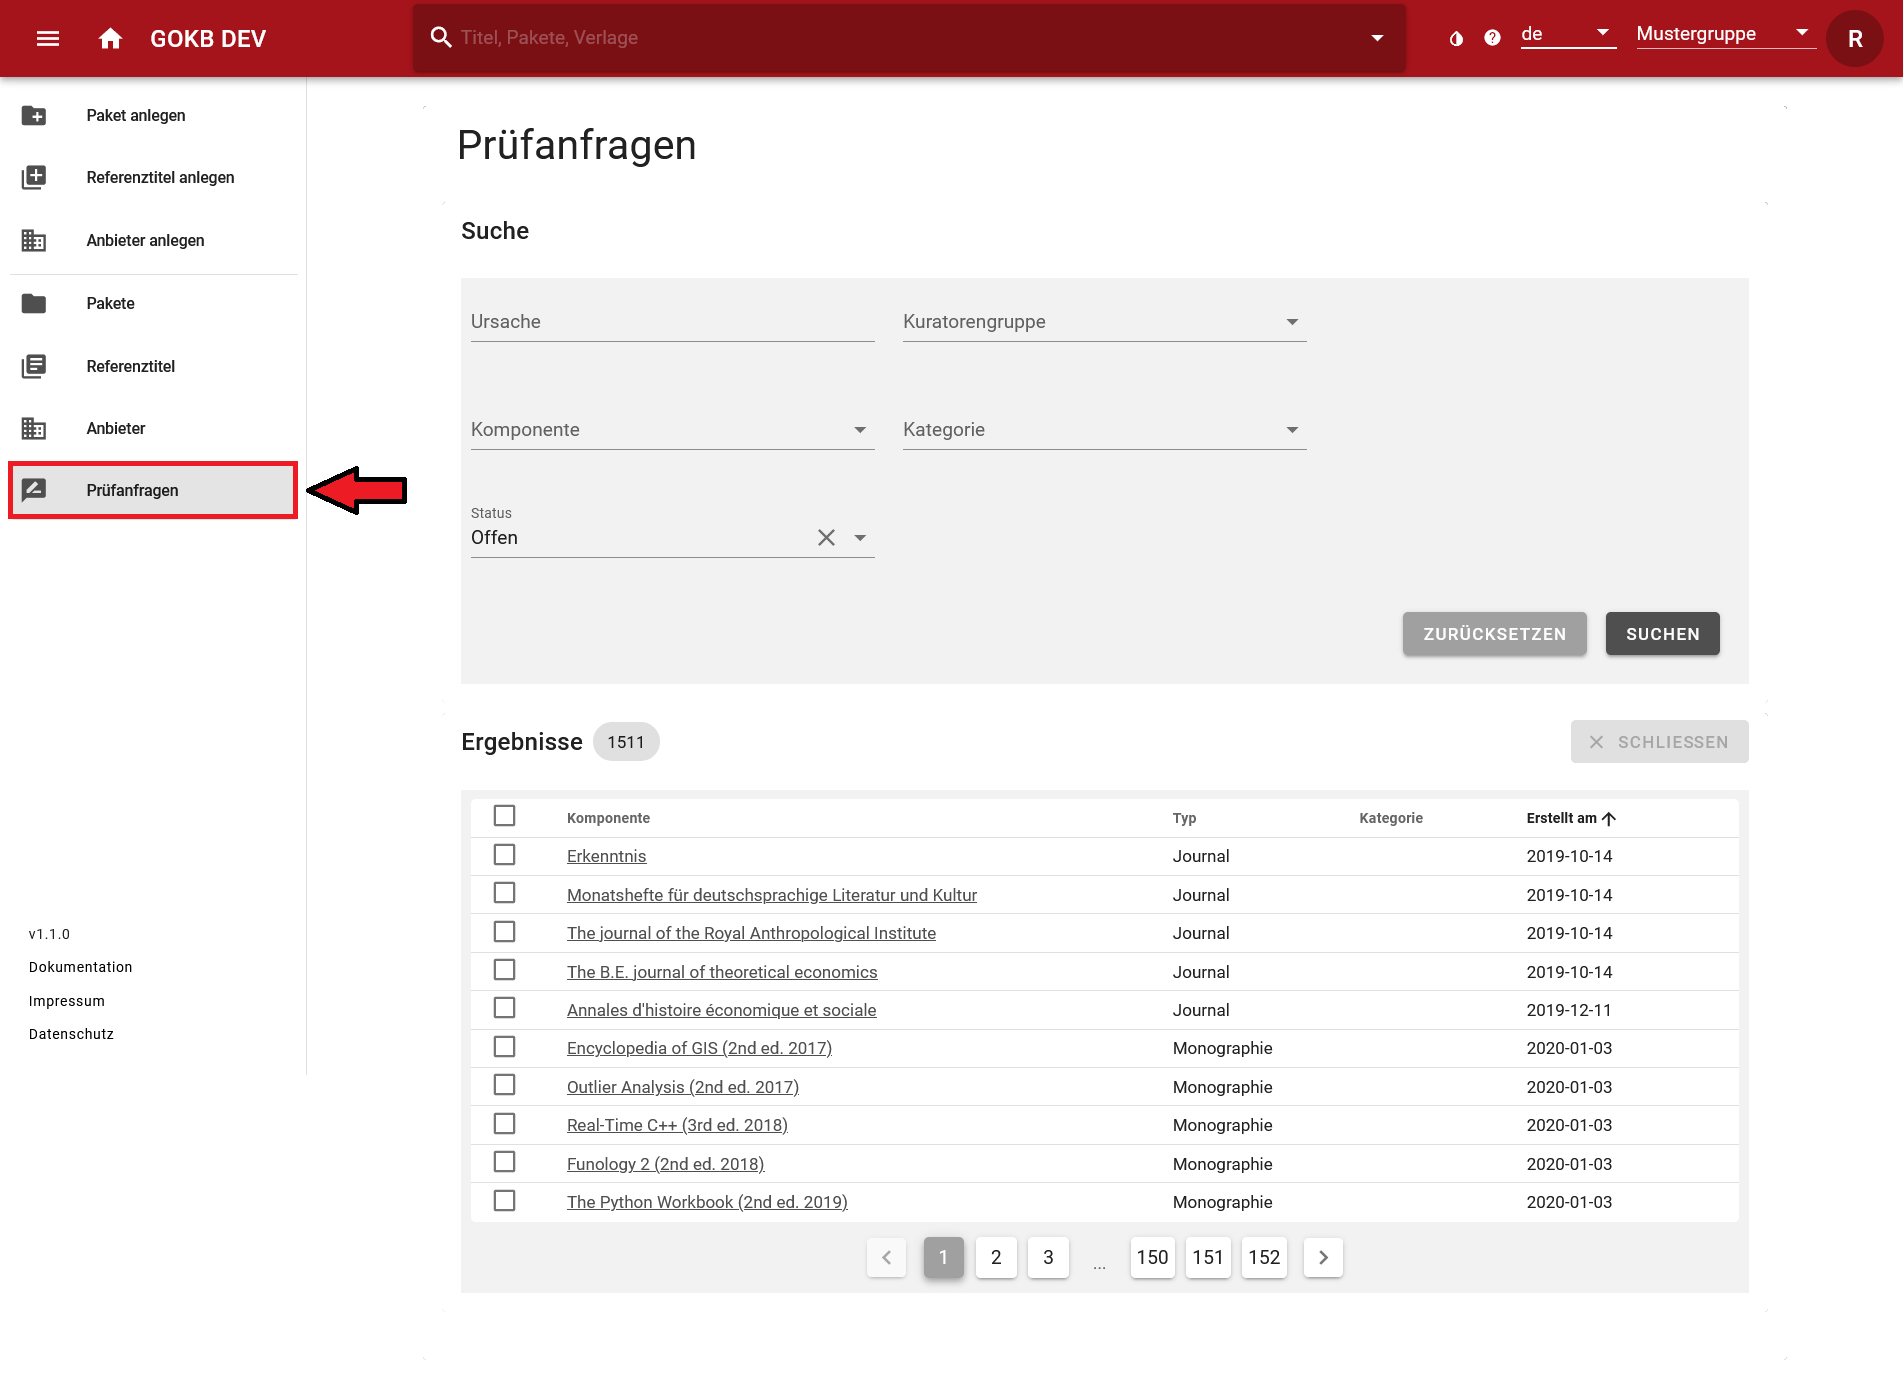 GOKB DEV
Titel, Pakete, Verlage
de
Mustergruppe
R
Paket anlegen
Referenztitel anlegen
Anbieter anlegen
Pakete
Referenztitel
Anbieter
Prüfanfragen
v1.1.0
Dokumentation
Impressum
Datenschutz
Prüfanfragen
Suche
Ursache
Kuratorengruppe
Komponente
Kategorie
Status
Offen
ZURÜCKSETZEN
SUCHEN
Ergebnisse 1511
SCHLIESSEN
Komponente Typ Kategorie Erstellt am
Erkenntnis Journal 2019-10-14
Monatshefte für deutschsprachige Literatur und Kultur Journal 2019-10-14
The journal of the Royal Anthropological Institute Journal 2019-10-14
The B.E. journal of theoretical economics Journal 2019-10-14
Annales d'histoire économique et sociale Journal 2019-12-11
Encyclopedia of GIS (2nd ed. 2017) Monographie 2020-01-03
Outlier Analysis (2nd ed. 2017) Monographie 2020-01-03
Real-Time C++ (3rd ed. 2018) Monographie 2020-01-03
Funology 2 (2nd ed. 2018) Monographie 2020-01-03
The Python Workbook (2nd ed. 2019) Monographie 2020-01-03
1 2 3 ... 150 151 152